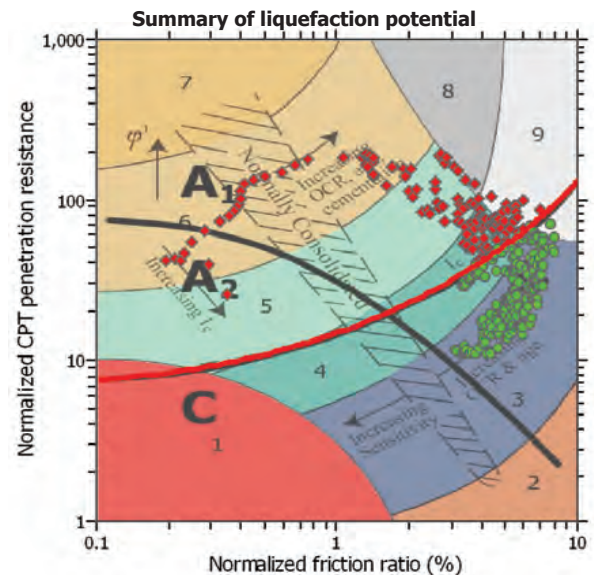 Summary of liquefaction potential
Normalized CPT penetration resistance
1,000
100
10
1
7
8
9
φ'
A1
Increasing
OCR,
cementation
Normally Consolidated
6
A2
Increasing Ic
5
Ic
4
Increasing
OCR &
3
C
Increasing
Sensitivity
1
2
0.1
1
10
Normalized friction ratio (%)